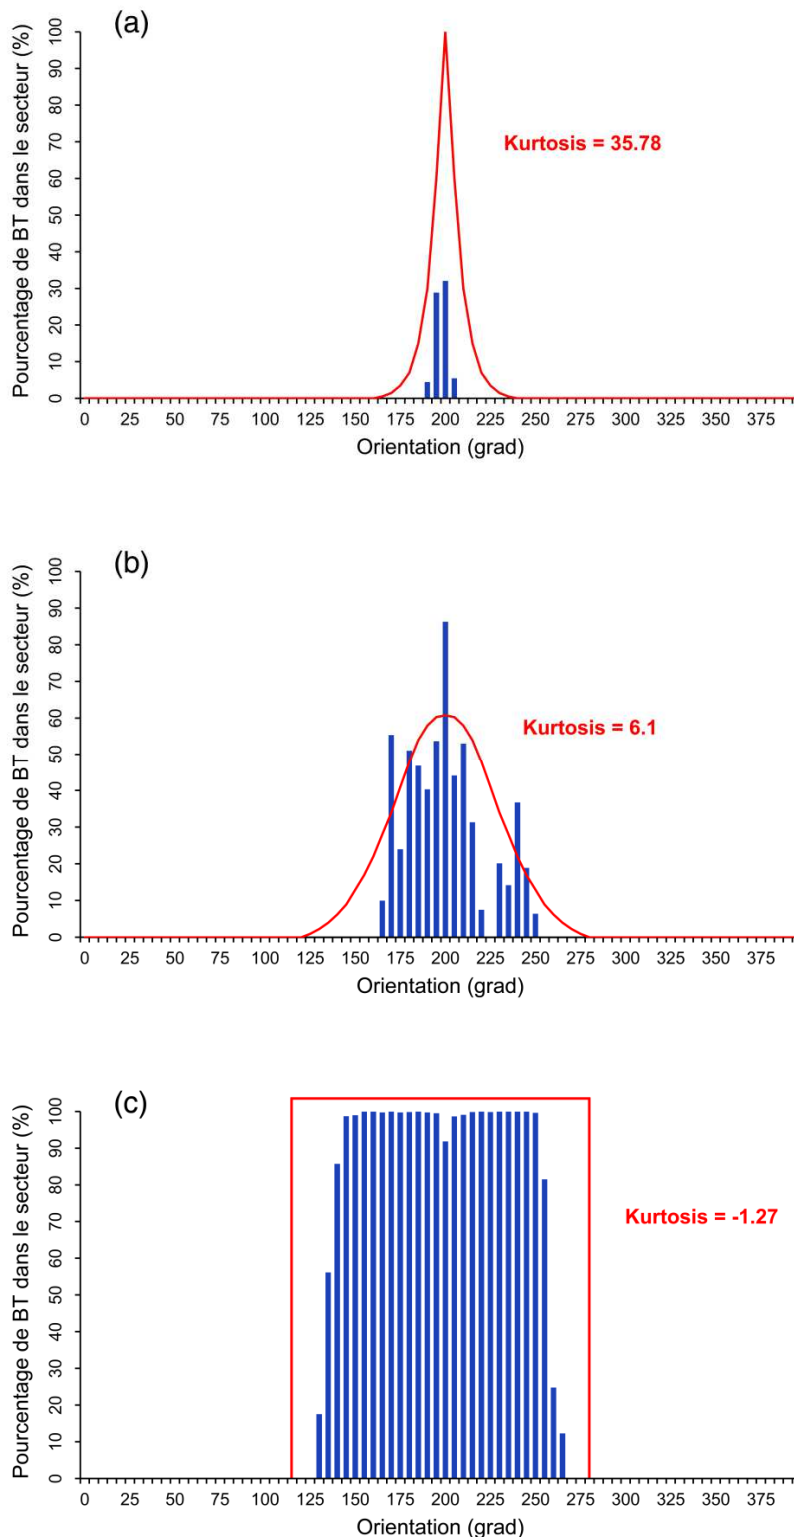 (a)
Pourcentage de BT dans le secteur (%)
100
90
80
70
60
50
40
30
20
10
0
Kurtosis = 35.78
0 25 50 75 100 125 150 175 200 225 250 275 300 325 350 375
Orientation (grad)
(b)
Pourcentage de BT dans le secteur (%)
100
90
80
70
60
50
40
30
20
10
0
Kurtosis = 6.1
0 25 50 75 100 125 150 175 200 225 250 275 300 325 350 375
Orientation (grad)
(c)
Pourcentage de BT dans le secteur (%)
100
90
80
70
60
50
40
30
20
10
0
Kurtosis = -1.27
0 25 50 75 100 125 150 175 200 225 250 275 300 325 350 375
Orientation (grad)